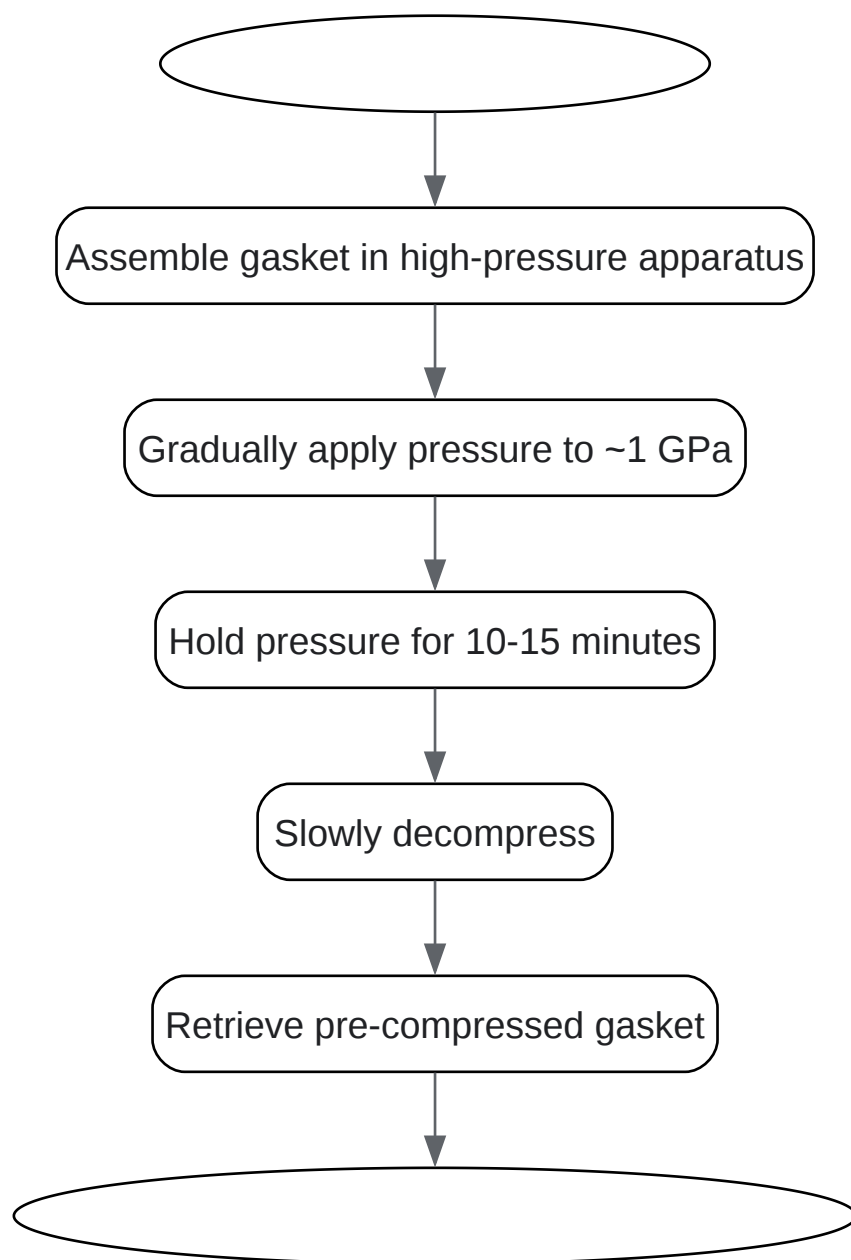 Assemble gasket in high-pressure apparatus
Gradually apply pressure to ~1 GPa
Hold pressure for 10-15 minutes
Slowly decompress
Retrieve pre-compressed gasket